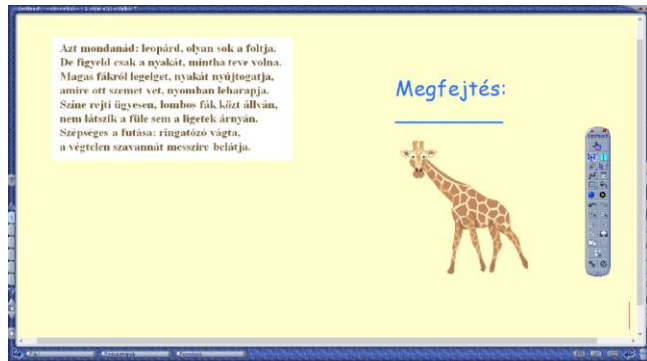 Azt mondanád: leopárd, olyan sok a foltja.
De figyeld csak a nyakát, mintha teve volna.
Magas fákról legelget, nyakát nyújtogatja,
amire ott szemet vet, nyomban leharapja.
Színe rejti ügyesen, lombos fák közt állván,
nem látszik a füle sem a ligetek árnyán.
Szépséges a futása: ringatózó vágta,
a végtelen szavannát messzire belátja.
Megfejtés: